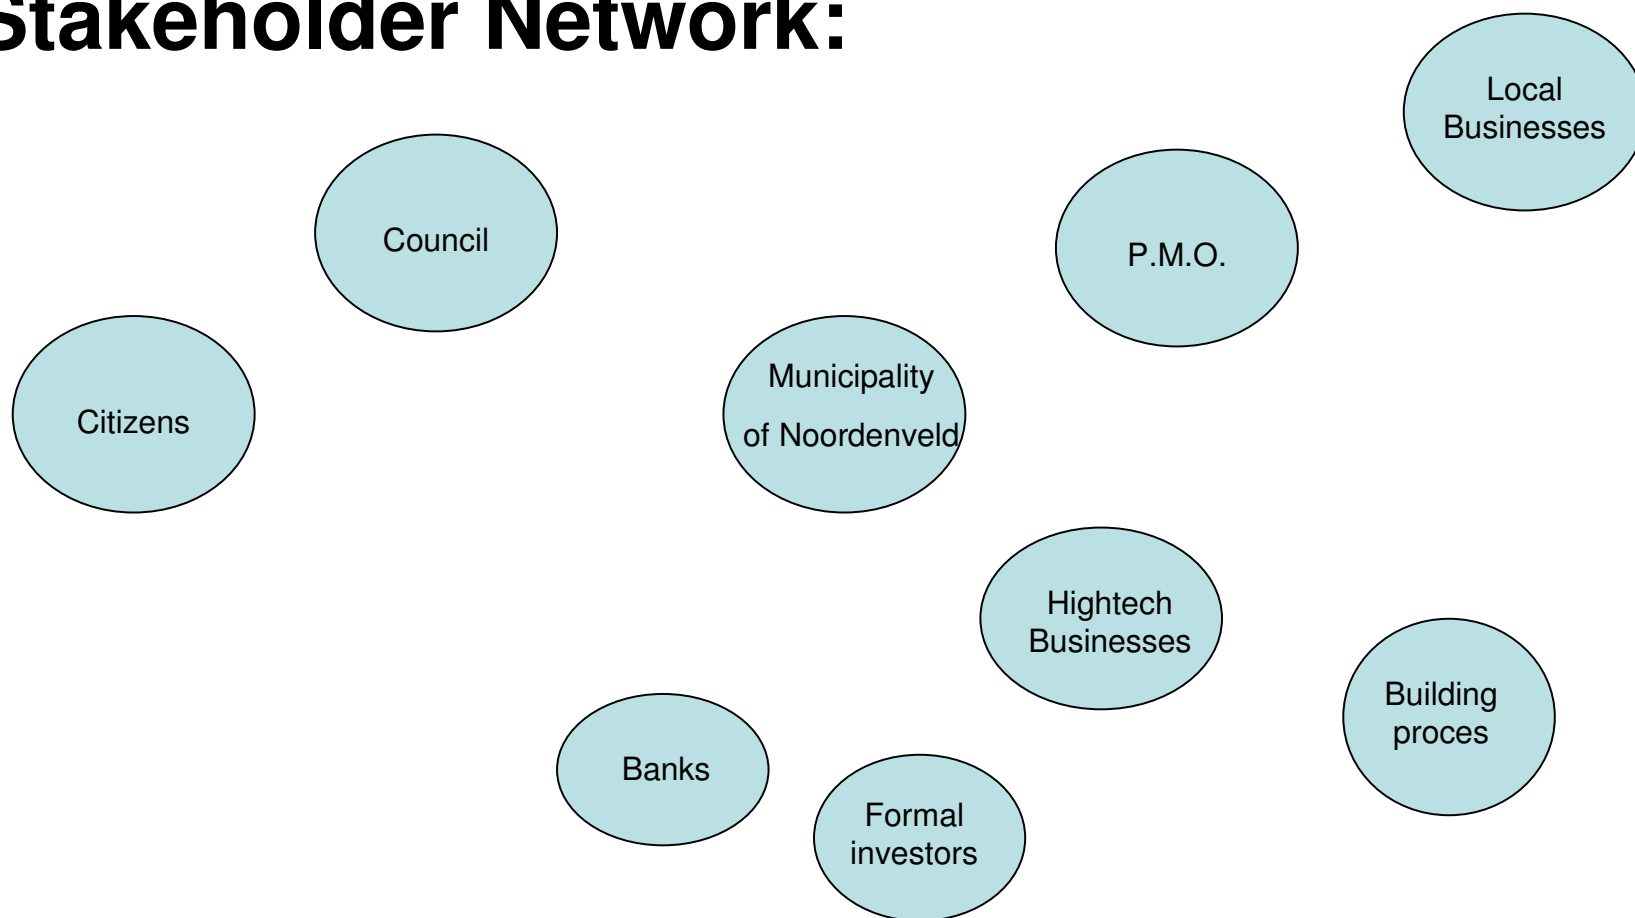 Stakeholder Network:
Local
Businesses
Council
P.M.O.
Citizens
Municipality
of Noordenveld
Hightech
Businesses
Building
proces
Banks
Formal
investors